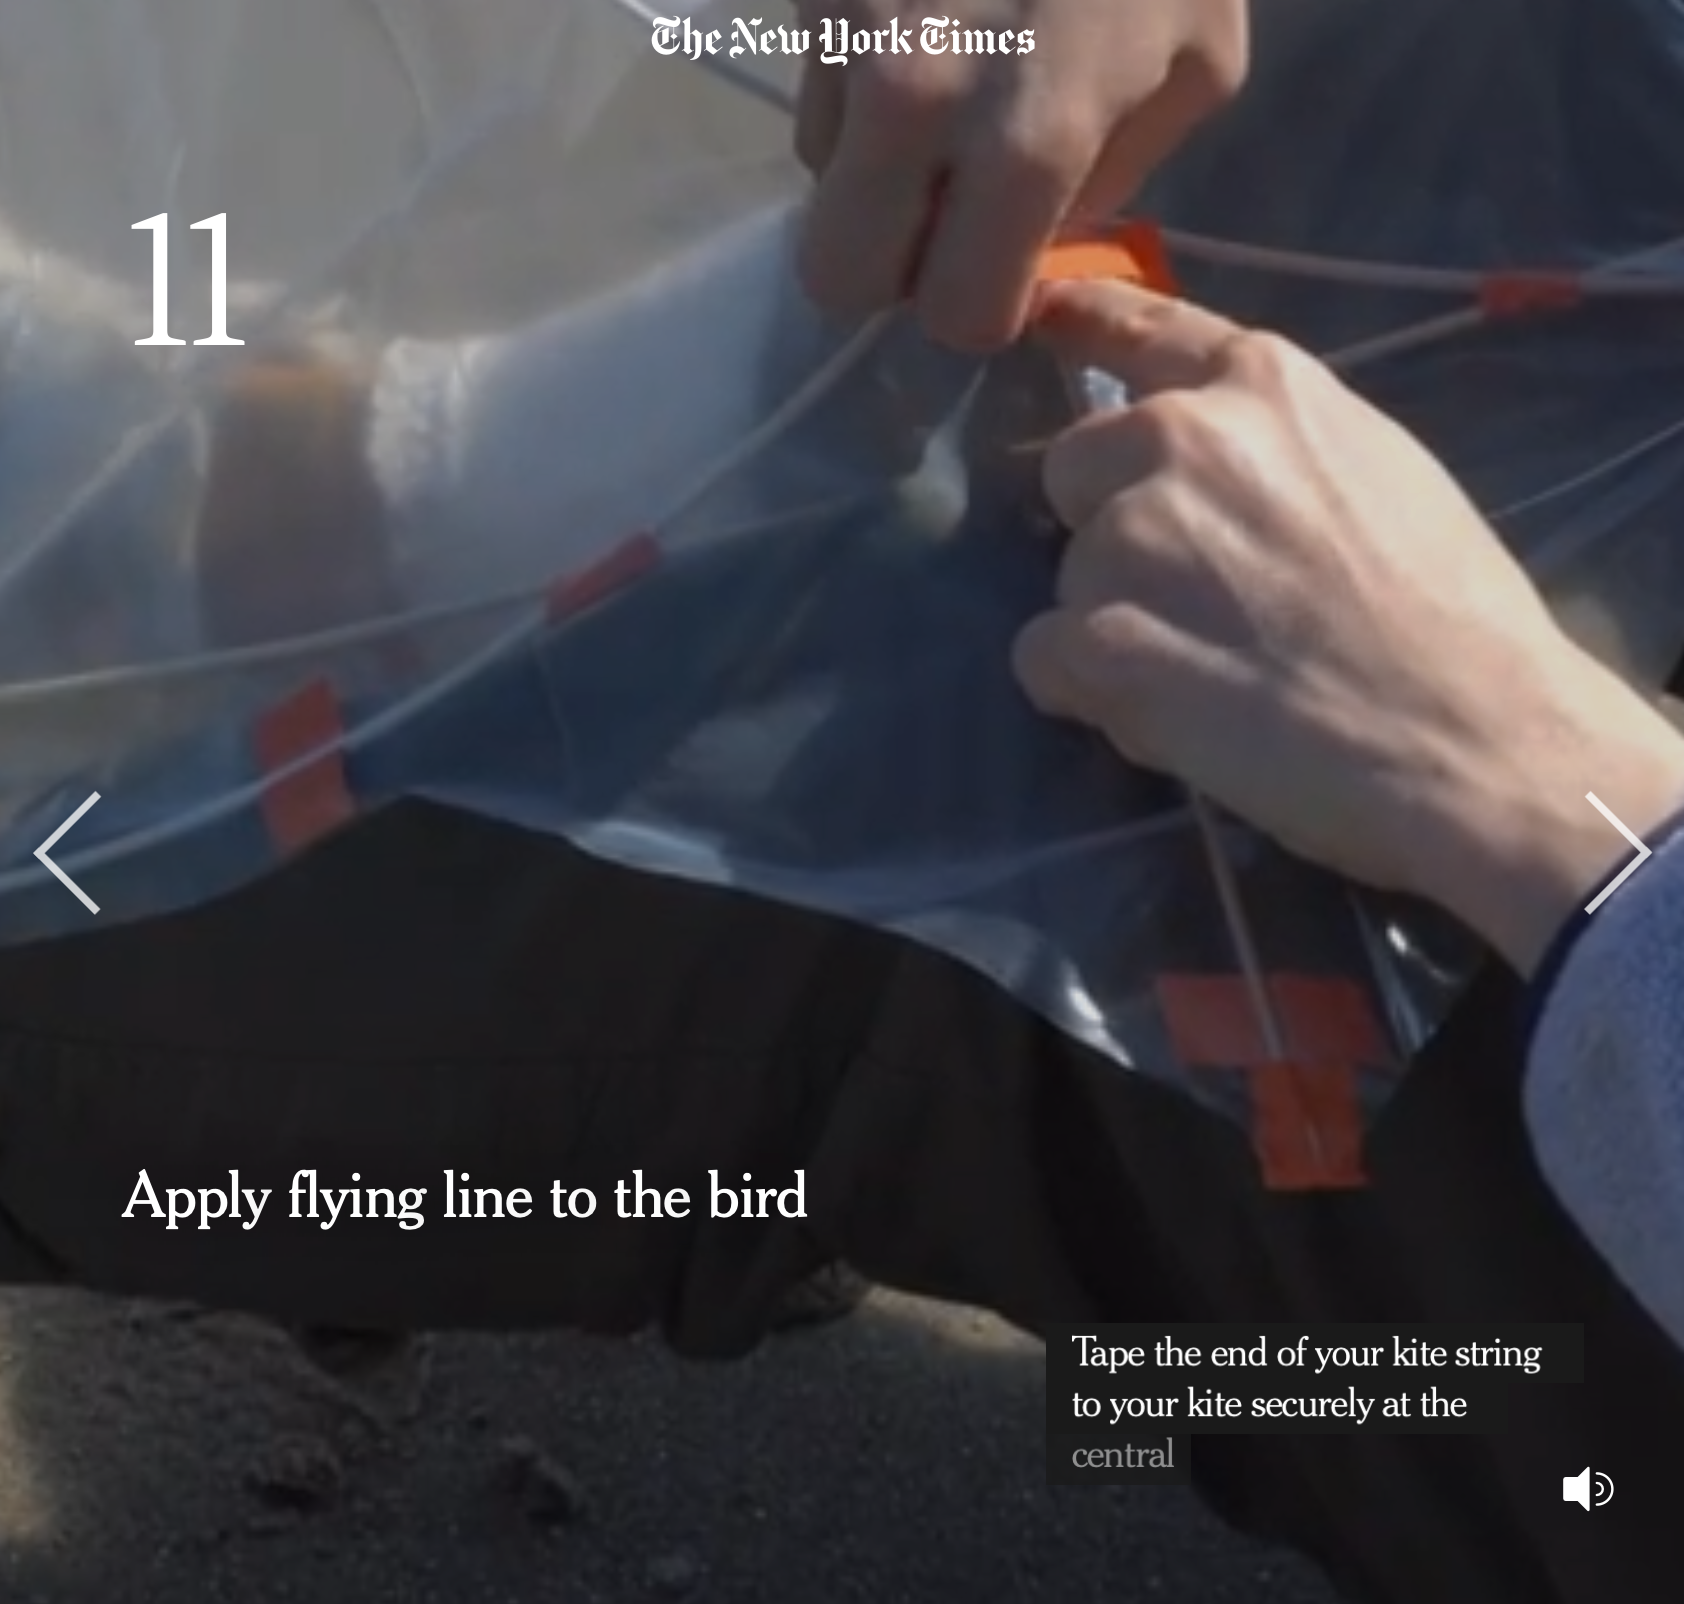 The New York Times
11
Apply flying line to the bird
Tape the end of your kite string
to your kite securely at the
central